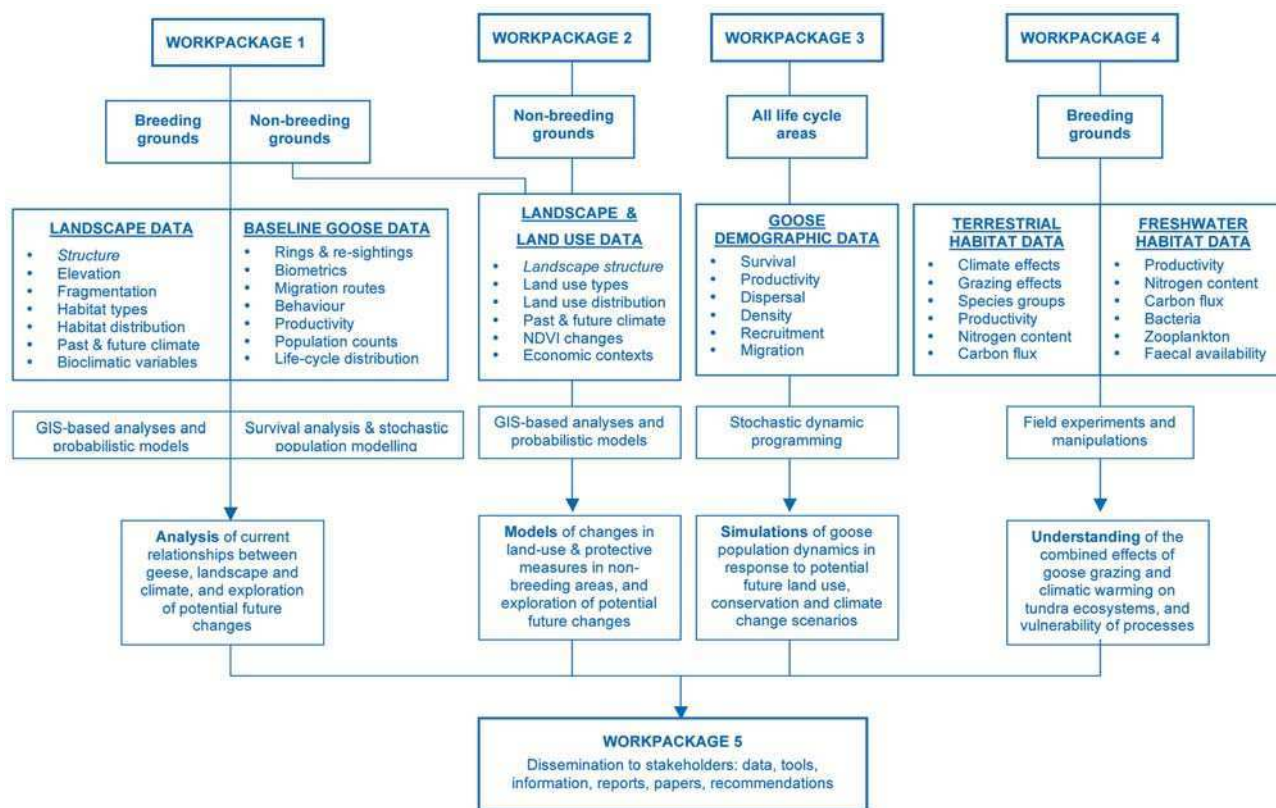 WORKPACKAGE 1
WORKPACKAGE 2
WORKPACKAGE 3
WORKPACKAGE 4
Breeding
grounds
Non-breeding
grounds
Non-breeding
grounds
All life cycle
areas
Breeding
grounds
LANDSCAPE DATA
• Structure
• Elevation
• Fragmentation
• Habitat types
• Habitat distribution
• Past & future climate
• Bioclimatic variables
BASELINE GOOSE DATA
• Rings & re-sightings
• Biometrics
• Migration routes
• Behaviour
• Productivity
• Population counts
• Life-cycle distribution
LANDSCAPE &
LAND USE DATA
• Landscape structure
• Land use types
• Land use distribution
• Past & future climate
• NDVI changes
• Economic contexts
GOOSE
DEMOGRAPHIC DATA
• Survival
• Productivity
• Dispersal
• Density
• Recruitment
• Migration
TERRESTRIAL
HABITAT DATA
• Climate effects
• Grazing effects
• Species groups
• Productivity
• Nitrogen content
• Carbon flux
FRESHWATER
HABITAT DATA
• Productivity
• Nitrogen content
• Carbon flux
• Bacteria
• Zooplankton
• Faecal availability
GIS-based analyses and
probabilistic models
Survival analysis & stochastic
population modelling
GIS-based analyses and
probabilistic models
Stochastic dynamic
programming
Field experiments and
manipulations
Analysis of current
relationships between
geese, landscape and
climate, and exploration
of potential future
changes
Models of changes in
land-use & protective
measures in non-
breeding areas, and
exploration of potential
future changes
Simulations of goose
population dynamics in
response to potential
future land use,
conservation and climate
change scenarios
Understanding of the
combined effects of
goose grazing and
climatic warming on
tundra ecosystems, and
vulnerability of processes
WORKPACKAGE 5
Dissemination to stakeholders: data, tools,
information, reports, papers, recommendations